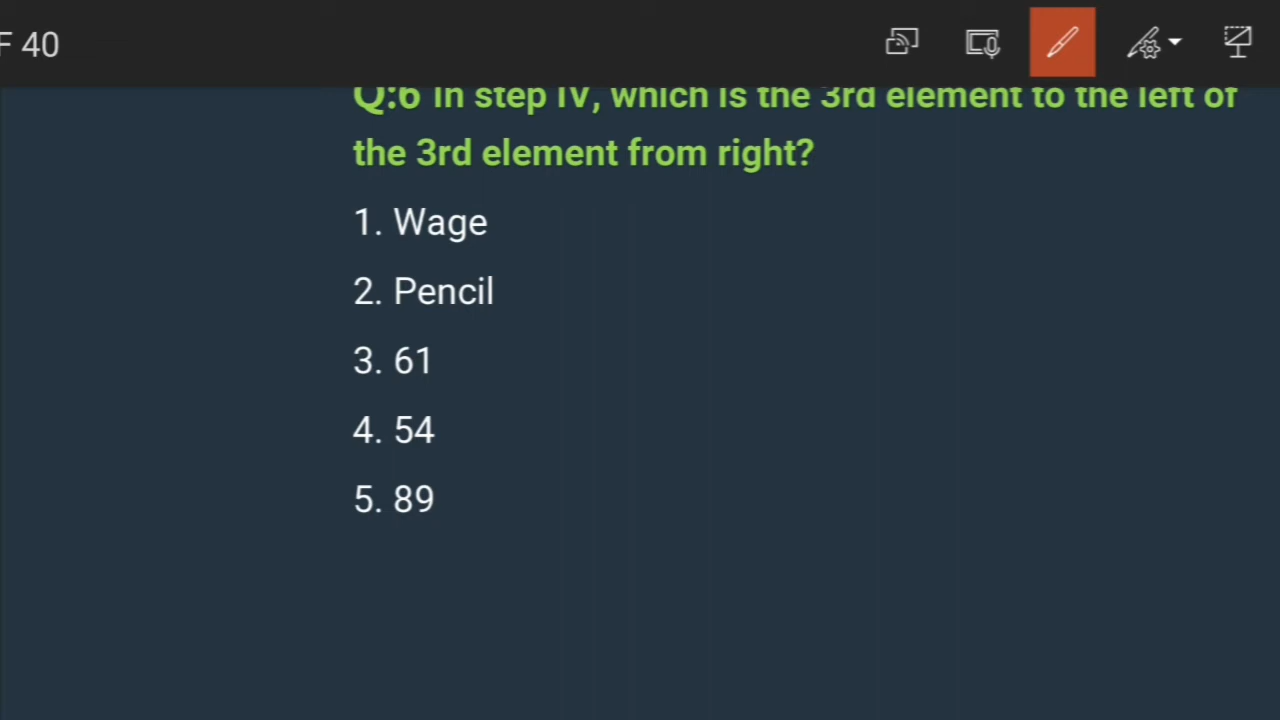 F 40
Q:6 In step IV, which is the 3rd element to the left of
the 3rd element from right?
1. Wage
2. Pencil
3. 61
4. 54
5. 89